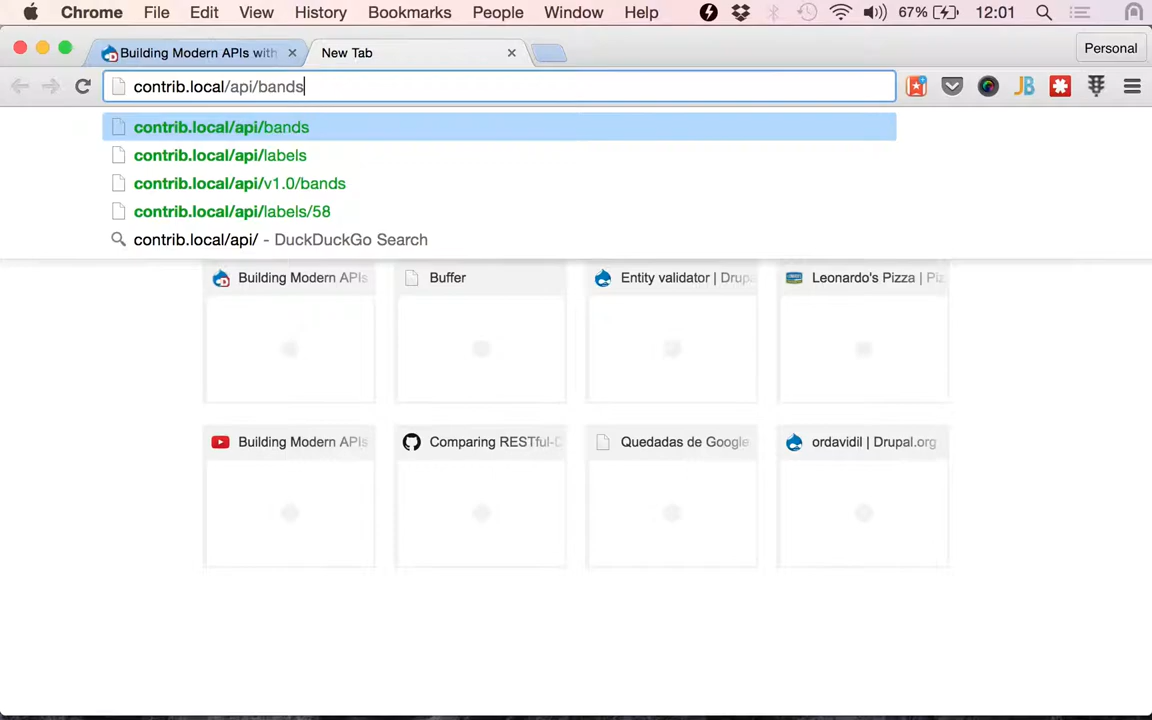 Chrome File Edit View History Bookmarks People Window Help 67% 12:01
Building Modern APIs with New Tab Personal
contrib.local/api/bands
contrib.local/api/bands
contrib.local/api/labels
contrib.local/api/v1.0/bands
contrib.local/api/labels/58
contrib.local/api/ - DuckDuckGo Search
Building Modern APIs Buffer Entity validator | Drupa Leonardo's Pizza | Piz
Building Modern APIs Comparing RESTful-D Quedadas de Google ordavidil | Drupal.org